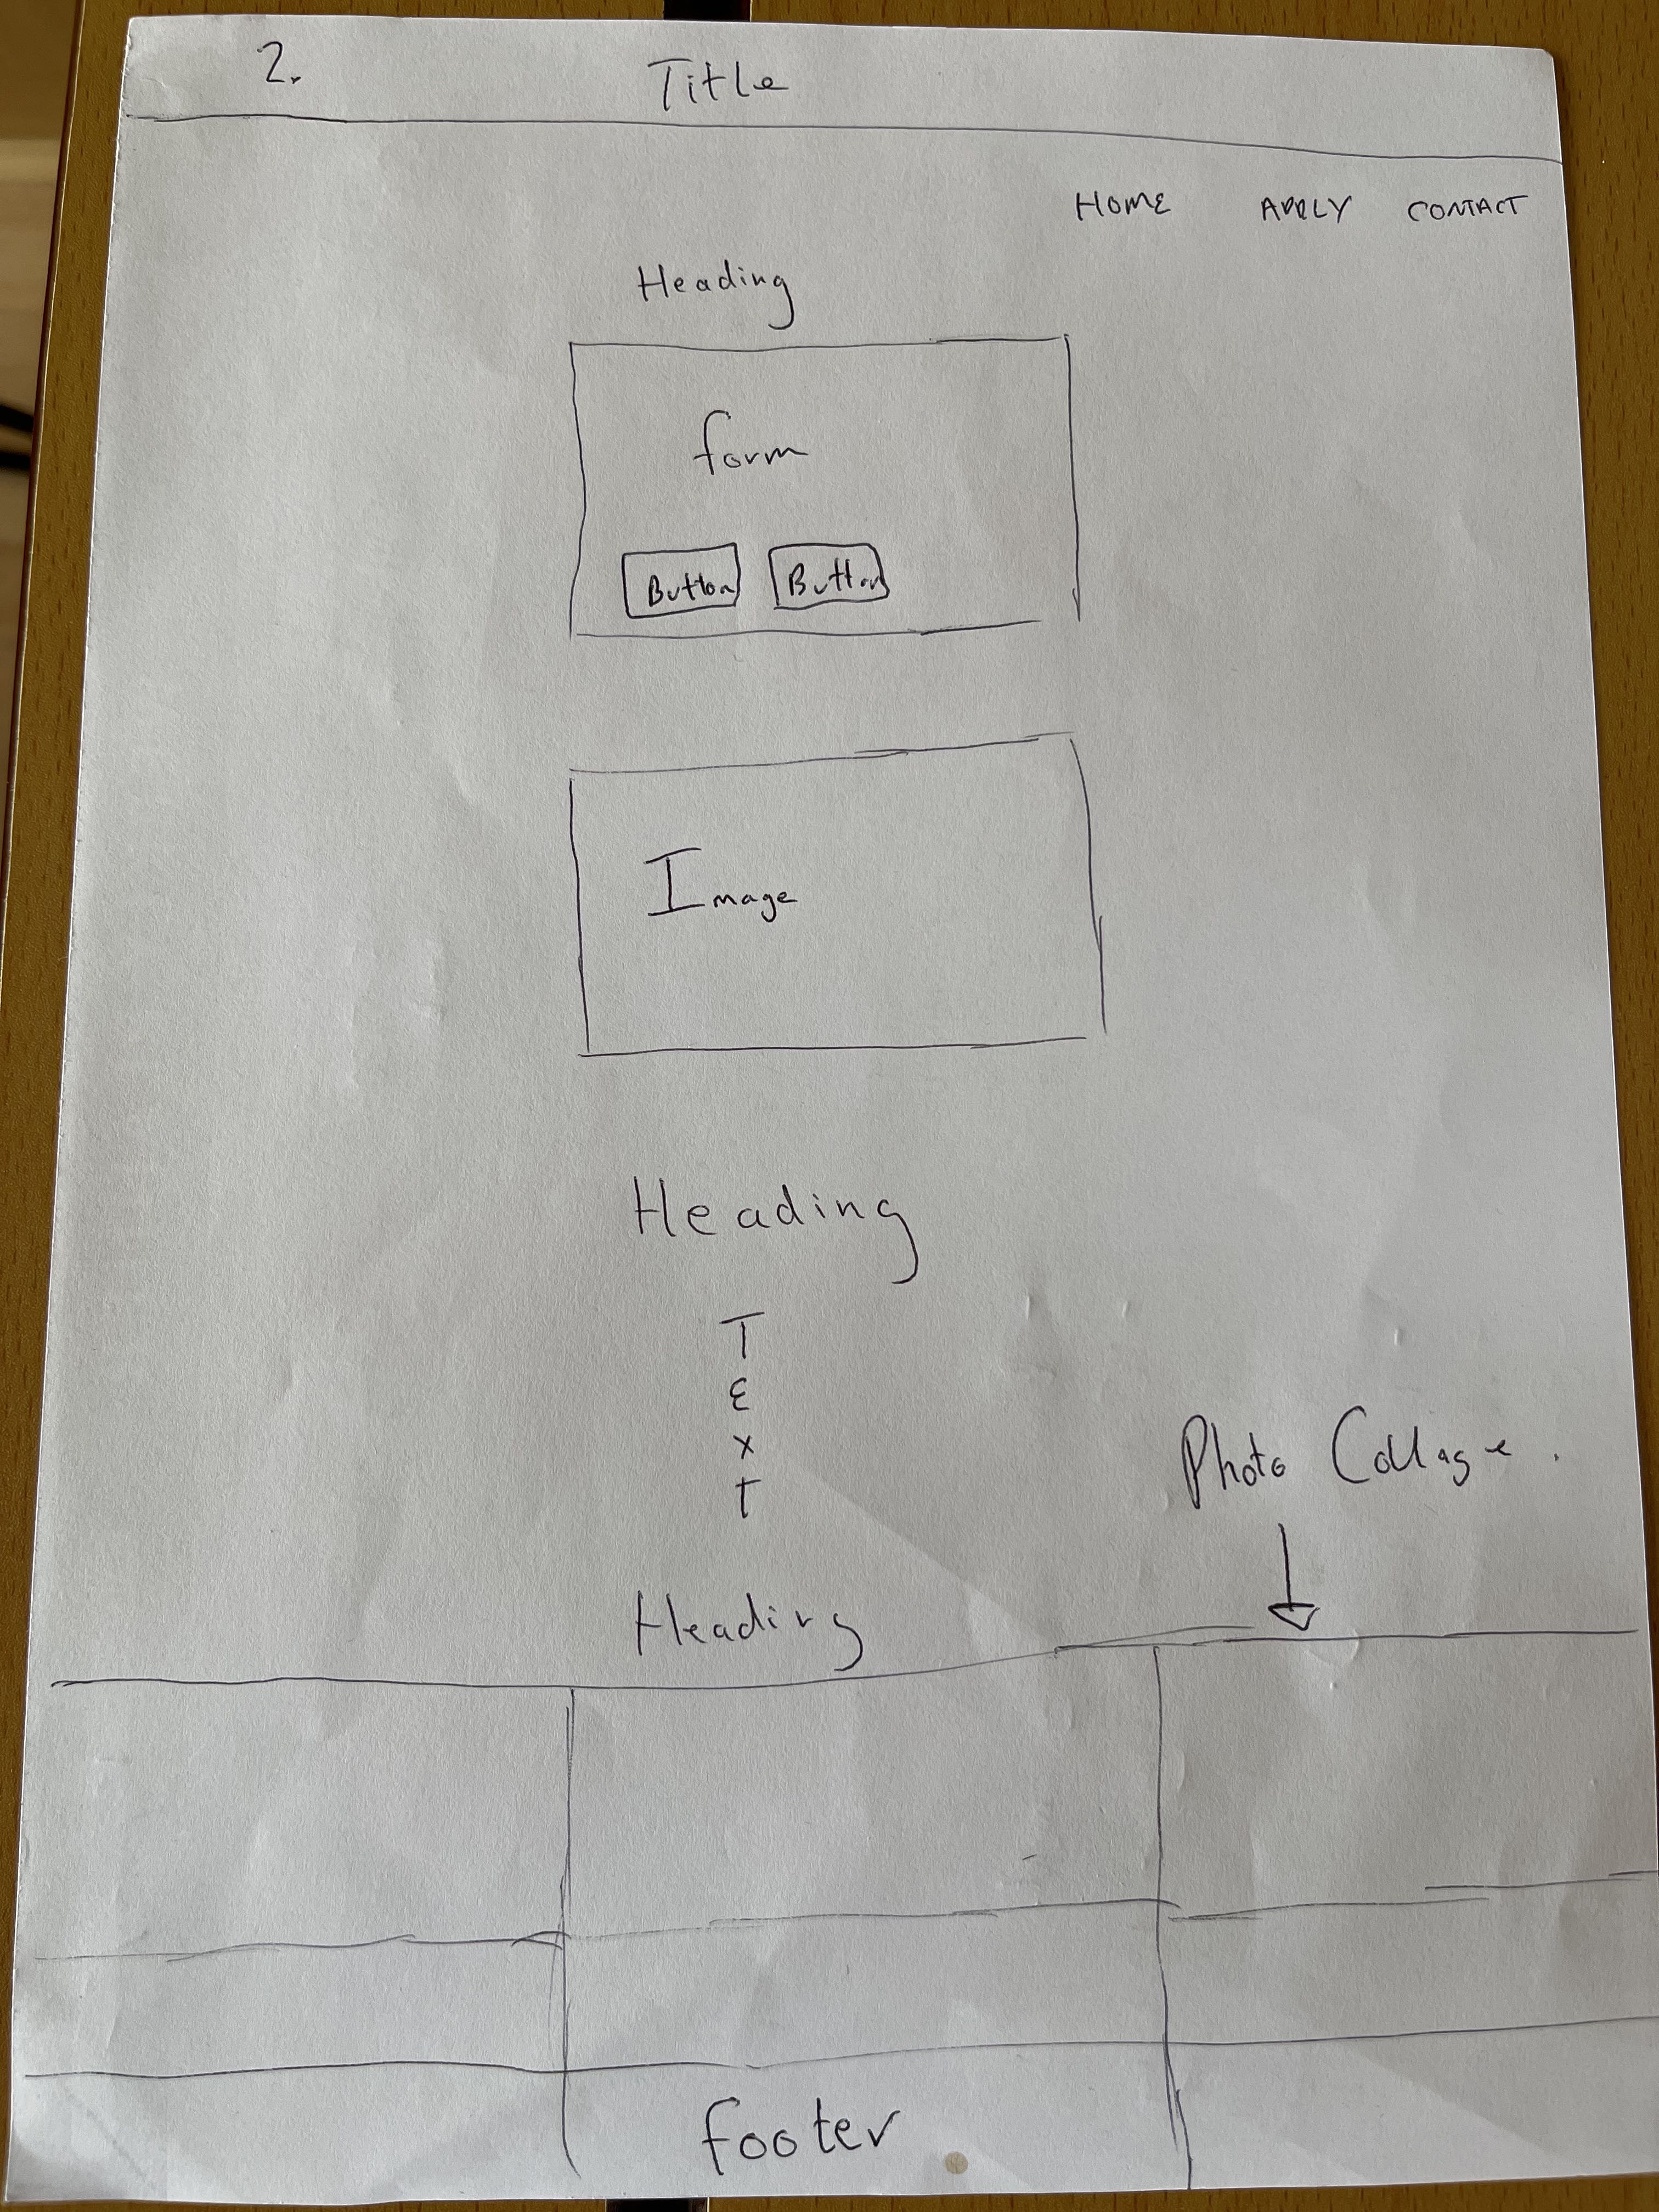 2. Title
HOME APPLY CONTACT
Heading
form
Button Button
Image
Heading
T
E
X
T
Photo Collage.
Heading
footer